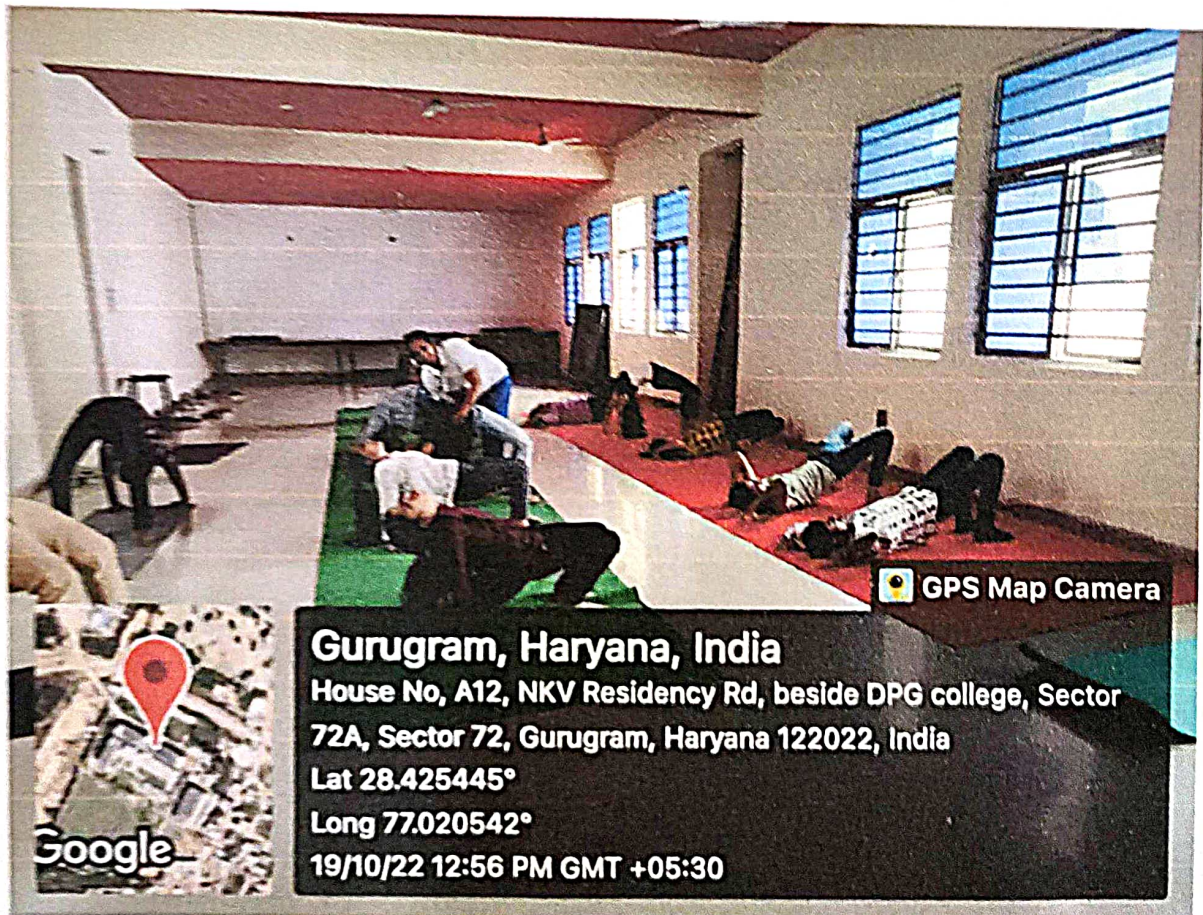 GPS Map Camera
Gurugram, Haryana, India
House No, A12, NKV Residency Rd, beside DPG college, Sector
72A, Sector 72, Gurugram, Haryana 122022, India
Lat 28.425445°
Long 77.020542°
19/10/22 12:56 PM GMT +05:30
Google